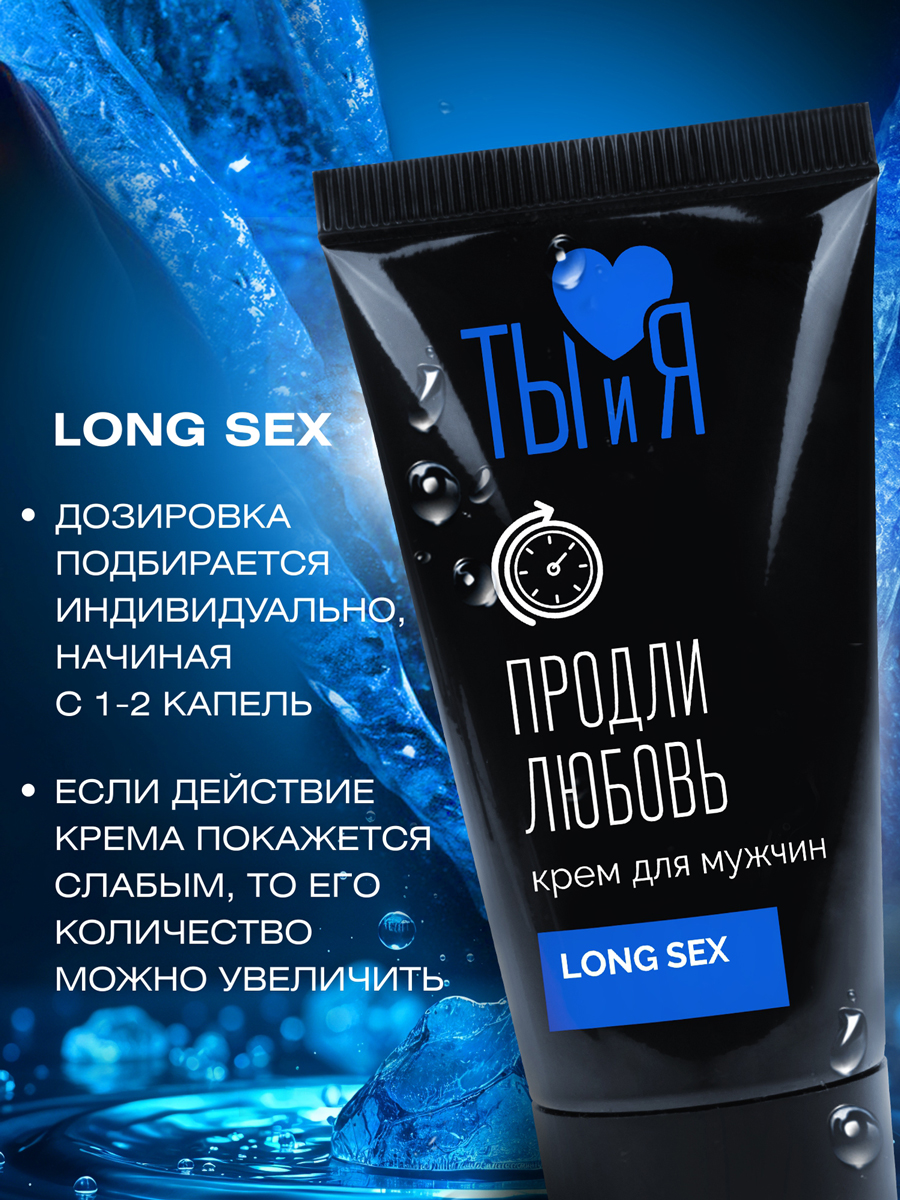 LONG SEX
• ДОЗИРОВКА
ПОДБИРАЕТСЯ
ИНДИВИДУАЛЬНО,
НАЧИНАЯ
С 1-2 КАПЕЛЬ
• ЕСЛИ ДЕЙСТВИЕ
КРЕМА ПОКАЖЕТСЯ
СЛАБЫМ, ТО ЕГО
КОЛИЧЕСТВО
МОЖНО УВЕЛИЧИТЬ
ТЫ и Я
ПРОДЛИ
ЛЮБОВЬ
крем для мужчин
LONG SEX